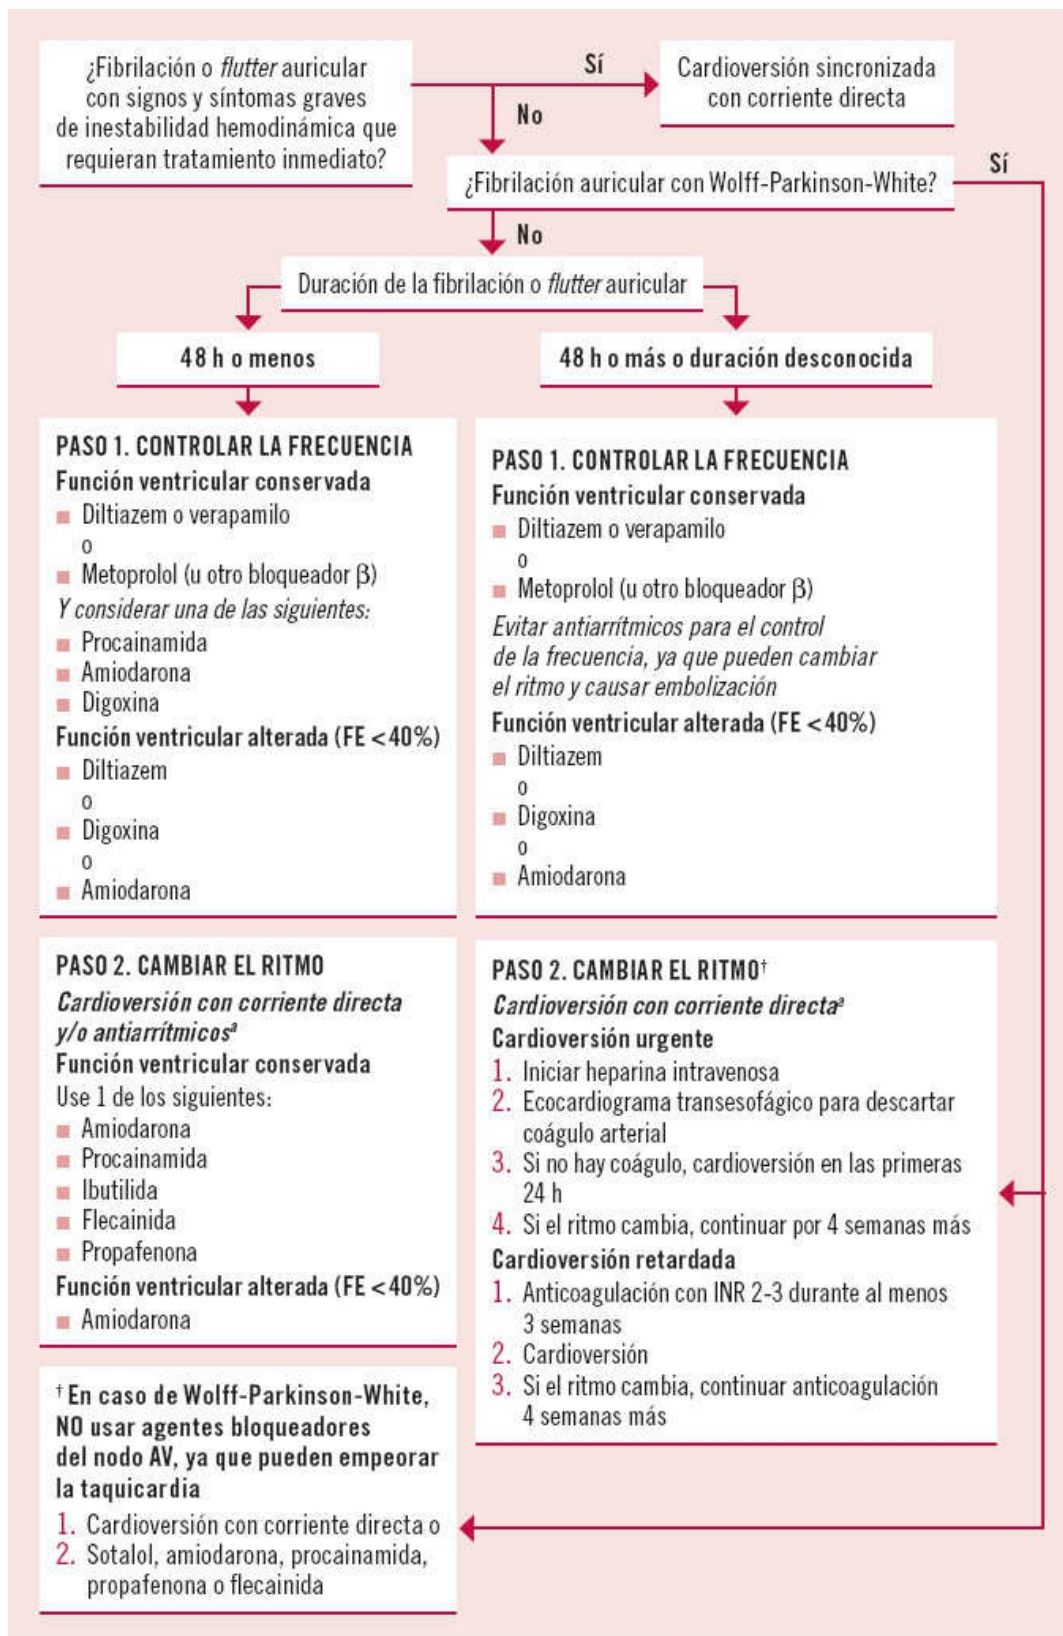 ¿Fibrilación o flutter auricular
con signos y síntomas graves
de inestabilidad hemodinámica que
requieran tratamiento inmediato?
Sí
Cardioversión sincronizada
con corriente directa
No
¿Fibrilación auricular con Wolff-Parkinson-White?
Sí
No
Duración de la fibrilación o flutter auricular
48 h o menos
48 h o más o duración desconocida
PASO 1. CONTROLAR LA FRECUENCIA
Función ventricular conservada
■ Diltiazem o verapamilo
o
■ Metoprolol (u otro bloqueador β)
Y considerar una de las siguientes:
■ Procainamida
■ Amiodarona
■ Digoxina
Función ventricular alterada (FE < 40%)
■ Diltiazem
o
■ Digoxina
o
■ Amiodarona
PASO 1. CONTROLAR LA FRECUENCIA
Función ventricular conservada
■ Diltiazem o verapamilo
o
■ Metoprolol (u otro bloqueador β)
Evitar antiarrítmicos para el control
de la frecuencia, ya que pueden cambiar
el ritmo y causar embolización
Función ventricular alterada (FE < 40%)
■ Diltiazem
o
■ Digoxina
o
■ Amiodarona
PASO 2. CAMBIAR EL RITMO
Cardioversión con corriente directa
y/o antiarrítmicosª
Función ventricular conservada
Use 1 de los siguientes:
■ Amiodarona
■ Procainamida
■ Ibutilida
■ Flecainida
■ Propafenona
Función ventricular alterada (FE < 40%)
■ Amiodarona
PASO 2. CAMBIAR EL RITMO†
Cardioversión con corriente directaª
Cardioversión urgente
1. Iniciar heparina intravenosa
2. Ecocardiograma transesofágico para descartar
coágulo arterial
3. Si no hay coágulo, cardioversión en las primeras
24 h
4. Si el ritmo cambia, continuar por 4 semanas más
Cardioversión retardada
1. Anticoagulación con INR 2-3 durante al menos
3 semanas
2. Cardioversión
3. Si el ritmo cambia, continuar anticoagulación
4 semanas más
† En caso de Wolff-Parkinson-White,
NO usar agentes bloqueadores
del nodo AV, ya que pueden empeorar
la taquicardia
1. Cardioversión con corriente directa o
2. Sotalol, amiodarona, procainamida,
propafenona o flecainida